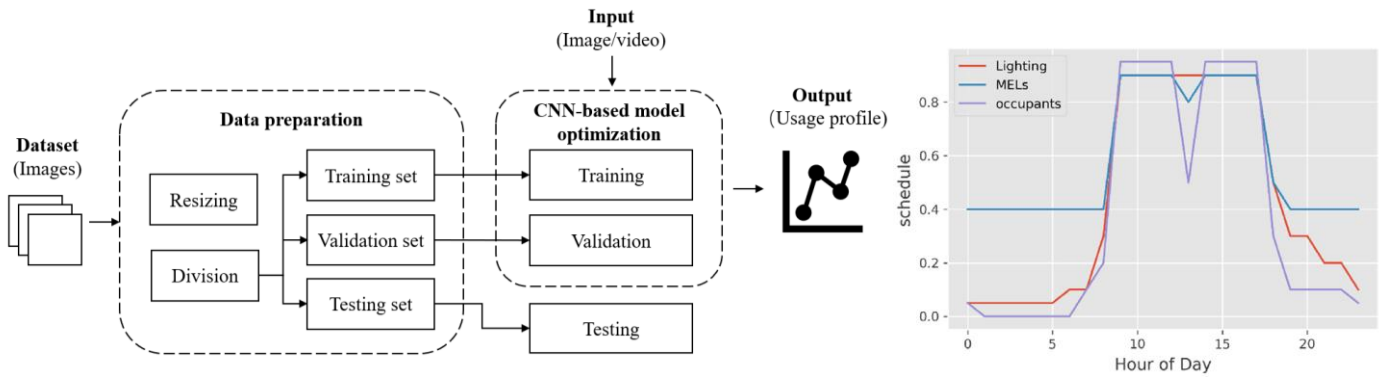 Dataset
(Images)
Data preparation
Resizing
Division
Training set
Validation set
Testing set
Input
(Image/video)
CNN-based model
optimization
Training
Validation
Testing
Output
(Usage profile)
Lighting
MELs
occupants
schedule
0.8
0.6
0.4
0.2
0.0
0
5
10
15
20
Hour of Day